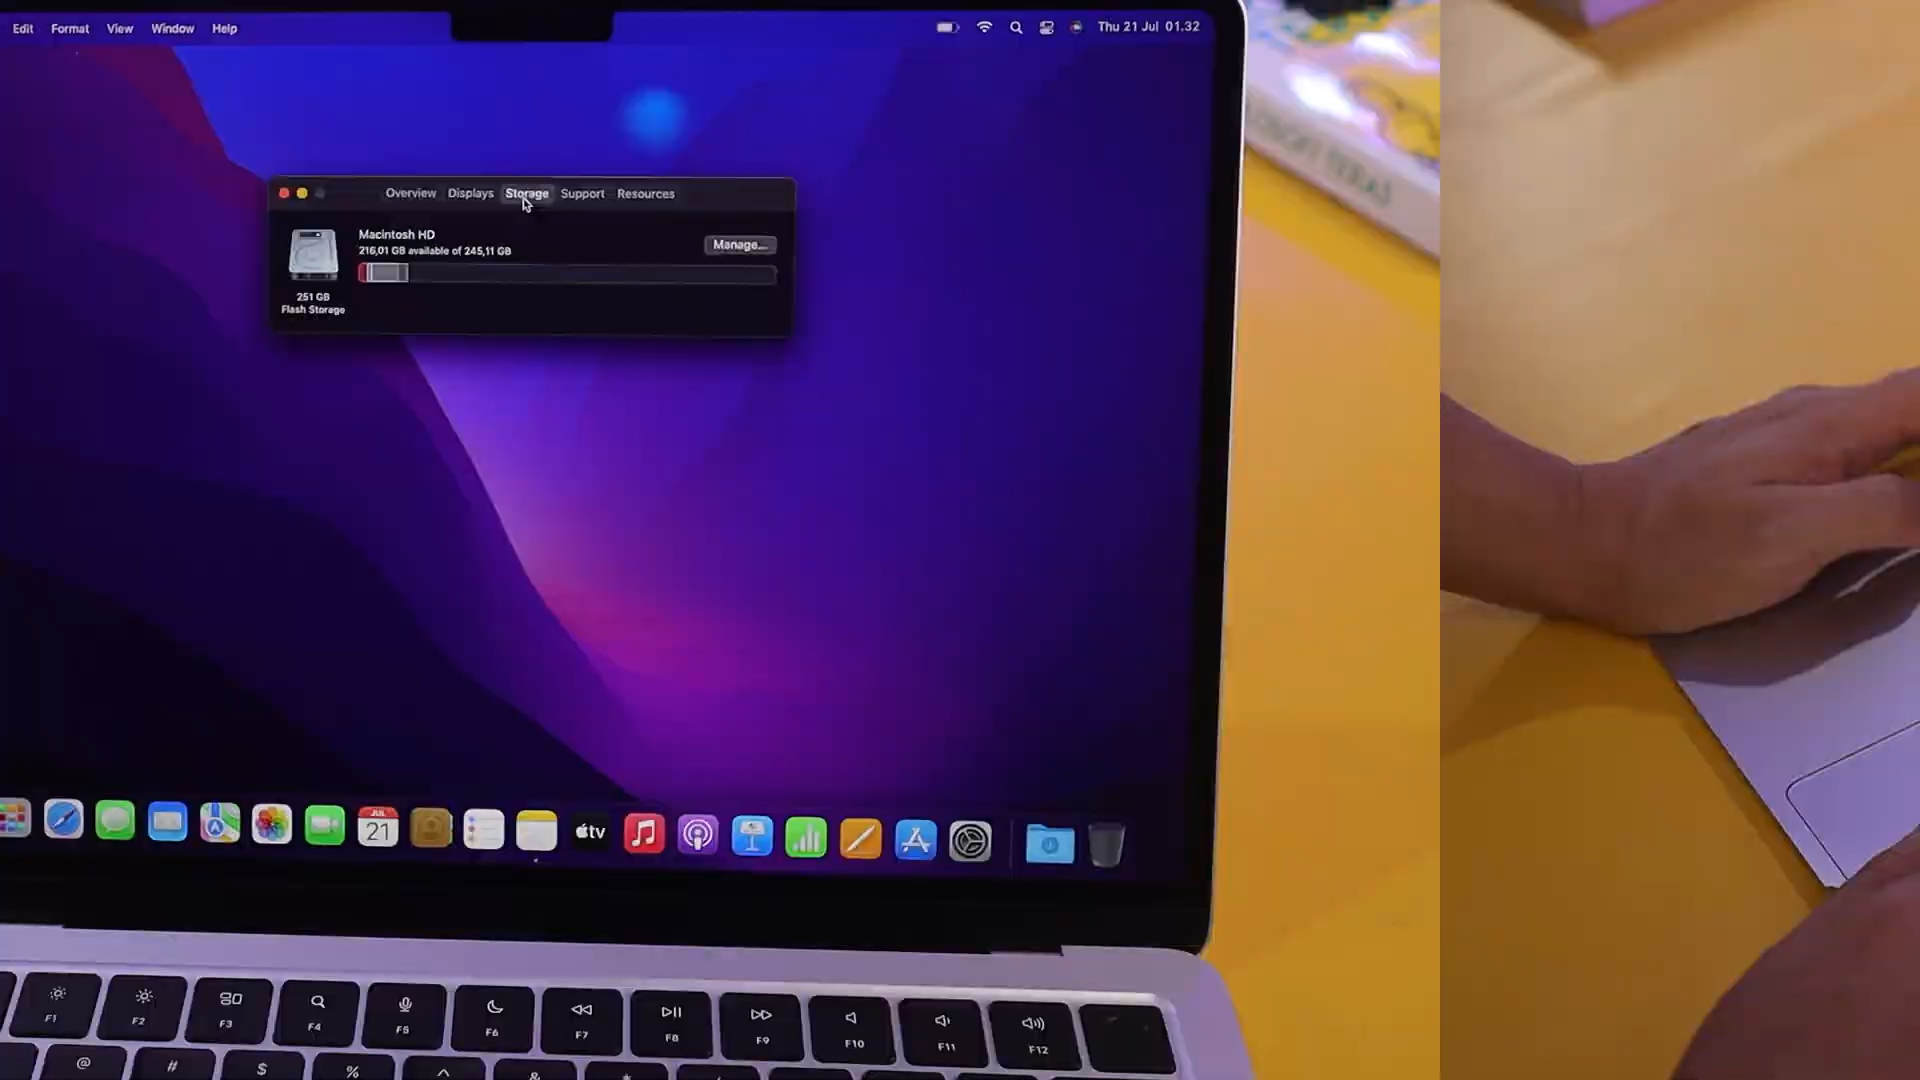 Edit Format View Window Help
Thu 21 Jul 01.32
Overview Displays Storage Support Resources
Macintosh HD
216,01 GB available of 245,11 GB
Manage...
251 GB
Flash Storage
JUL
21
tv
F1 F2 F3 F4 F5 F6 F7 F8 F9 F10 F11 F12
@ # $ % ^ & *